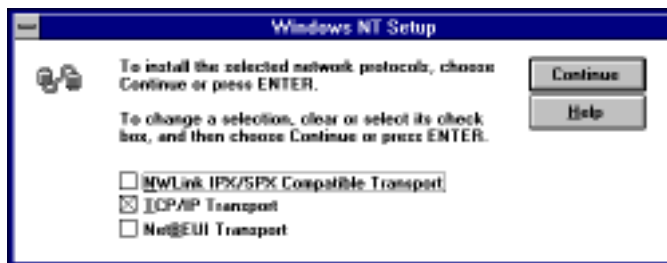 Windows NT Setup
To install the selected network protocols, choose
Continue or press ENTER.
To change a selection, clear or select its check
box, and then choose Continue or press ENTER.
Continue
Help
NWLink IPX/SPX Compatible Transport
TCP/IP Transport
NetBEUI Transport